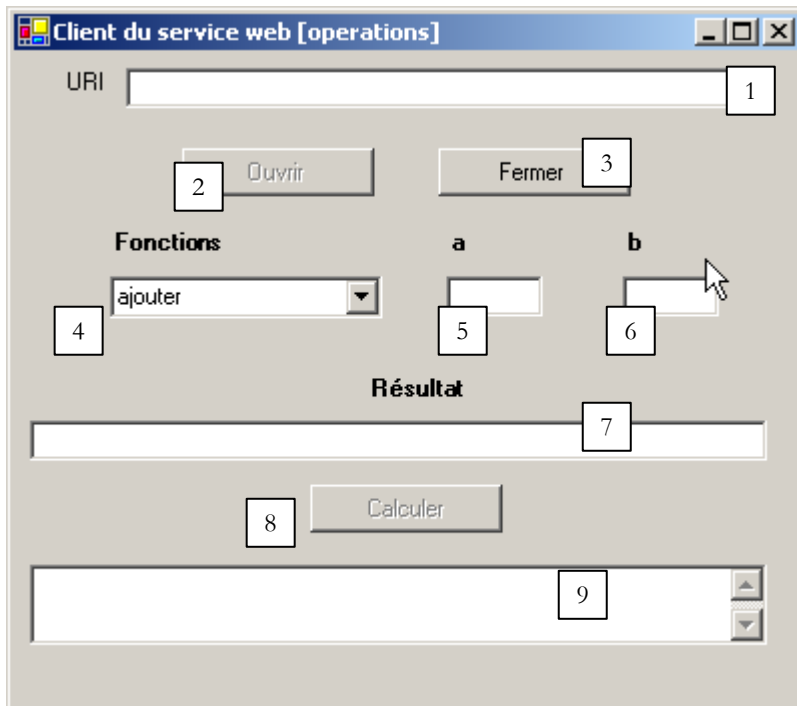 Client du service web [operations]
URI
1
2
Ouvrir
Fermer
3
Fonctions a b
ajouter
4
5
6
Résultat
7
8
Calculer
9